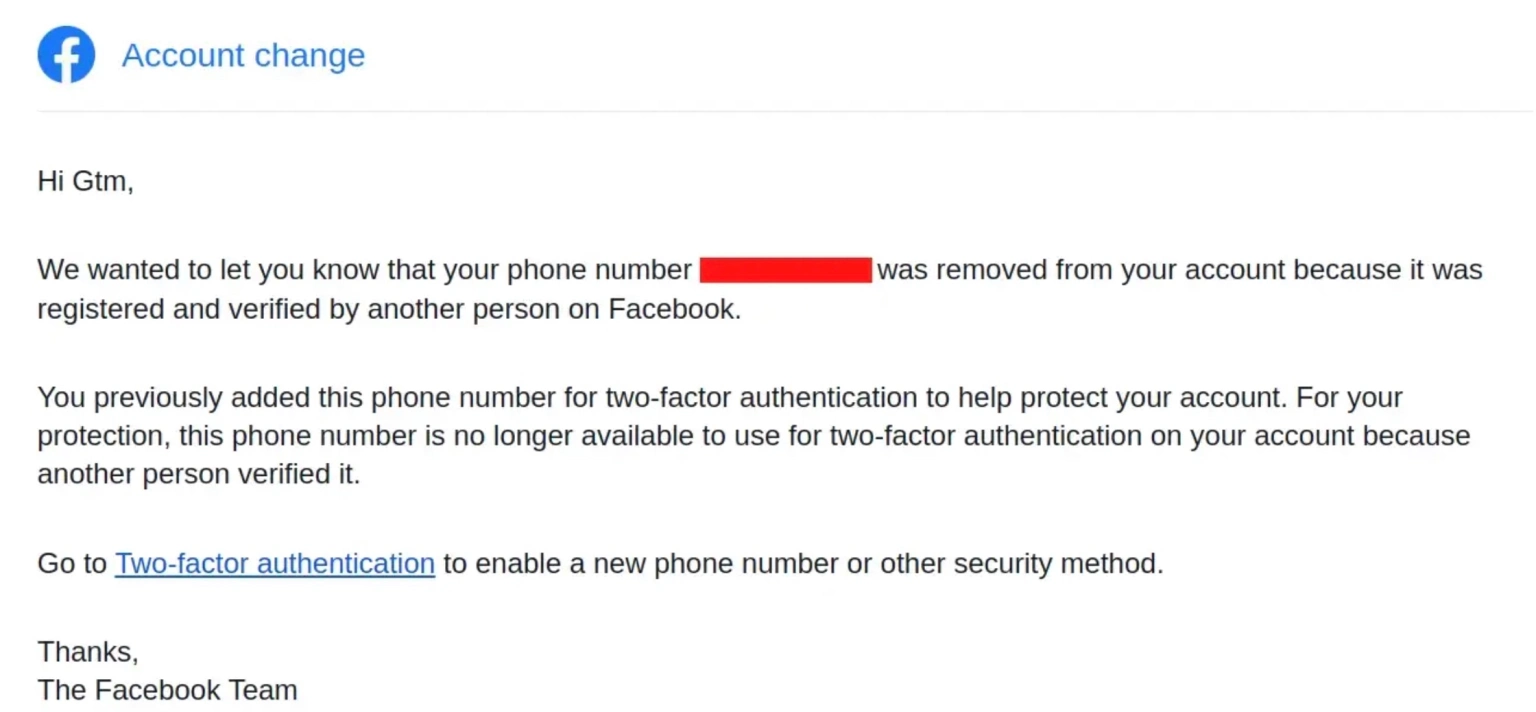 Account change
Hi Gtm,
We wanted to let you know that your phone number was removed from your account because it was
registered and verified by another person on Facebook.
You previously added this phone number for two-factor authentication to help protect your account. For your
protection, this phone number is no longer available to use for two-factor authentication on your account because
another person verified it.
Go to Two-factor authentication to enable a new phone number or other security method.
Thanks,
The Facebook Team